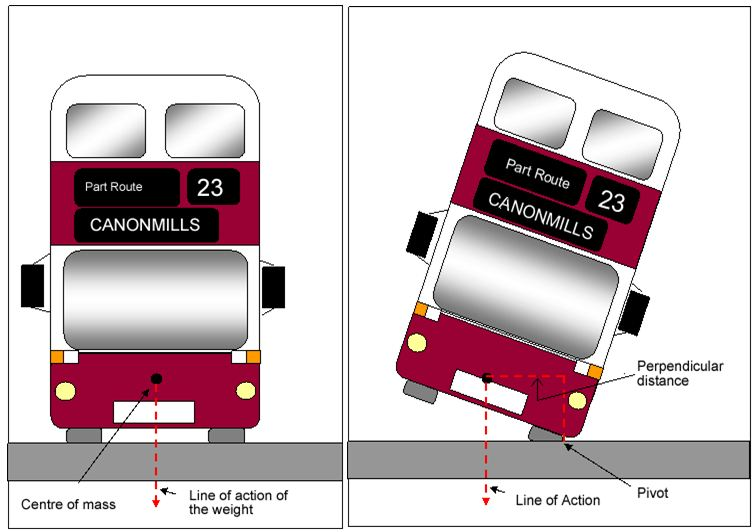 Part Route
23
CANONMILLS
Centre of mass
Line of action of
the weight
Part Route
23
CANONMILLS
Perpendicular
distance
Line of Action
Pivot